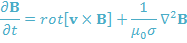 ∂𝐁/∂t = rot[𝐯 × 𝐁] + 1/(μ₀σ) ∇²𝐁